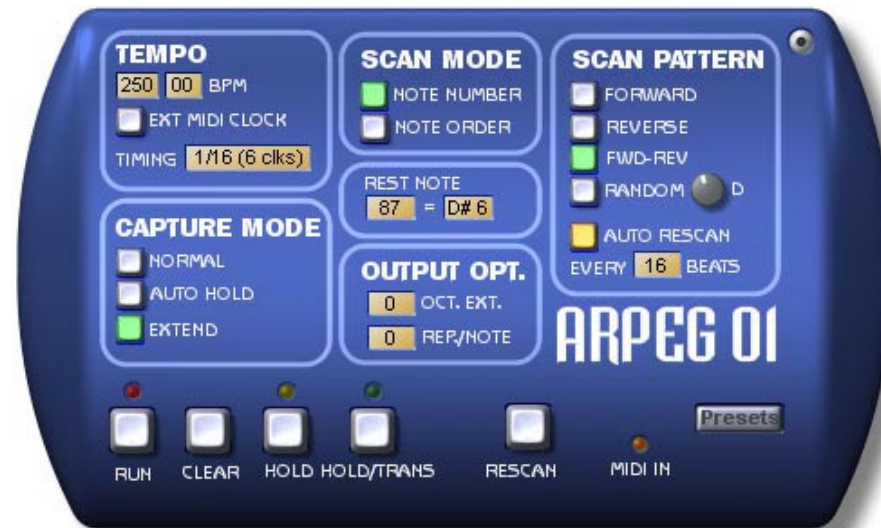 TEMPO
250 00 BPM
EXT MIDI CLOCK
TIMING 1/16 (6 clks)
CAPTURE MODE
NORMAL
AUTO HOLD
EXTEND
SCAN MODE
NOTE NUMBER
NOTE ORDER
REST NOTE
87 = D# 6
OUTPUT OPT.
0 OCT. EXT.
0 REP./NOTE
SCAN PATTERN
FORWARD
REVERSE
FWD-REV
RANDOM D
AUTO RESCAN
EVERY 16 BEATS
ARPEG 01
Presets
RUN CLEAR HOLD HOLD/TRANS RESCAN MIDI IN